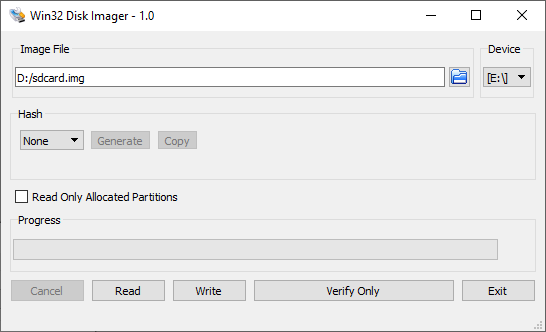 Win32 Disk Imager - 1.0
Image File
Device
D:/sdcard.img
[E:\]
Hash
None
Generate
Copy
Read Only Allocated Partitions
Progress
Cancel
Read
Write
Verify Only
Exit